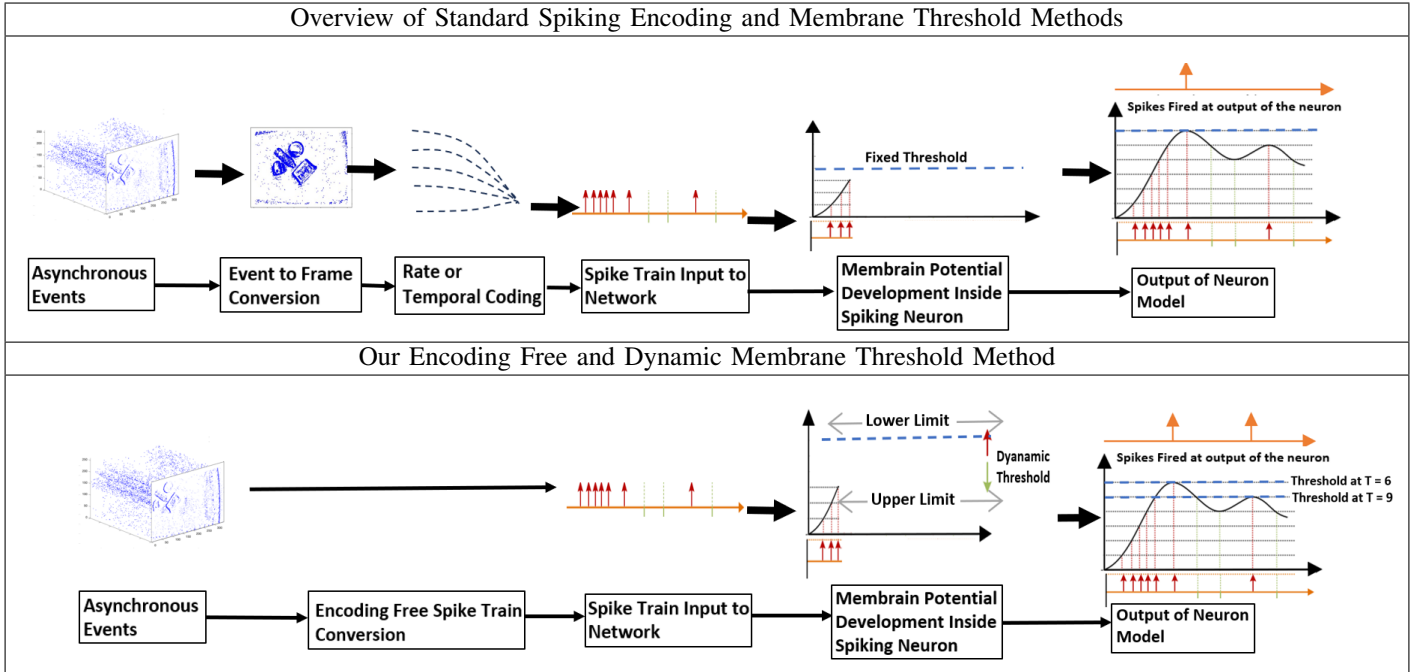 Overview of Standard Spiking Encoding and Membrane Threshold Methods
Spikes Fired at output of the neuron
Fixed Threshold
Asynchronous
Events
Event to Frame
Conversion
Rate or
Temporal Coding
Spike Train Input to
Network
Membrain Potential
Development Inside
Spiking Neuron
Output of Neuron
Model
Our Encoding Free and Dynamic Membrane Threshold Method
Lower Limit
Dyanamic
Threshold
Upper Limit
Spikes Fired at output of the neuron
Threshold at T = 6
Threshold at T = 9
Asynchronous
Events
Encoding Free Spike Train
Conversion
Spike Train Input to
Network
Membrain Potential
Development Inside
Spiking Neuron
Output of Neuron
Model